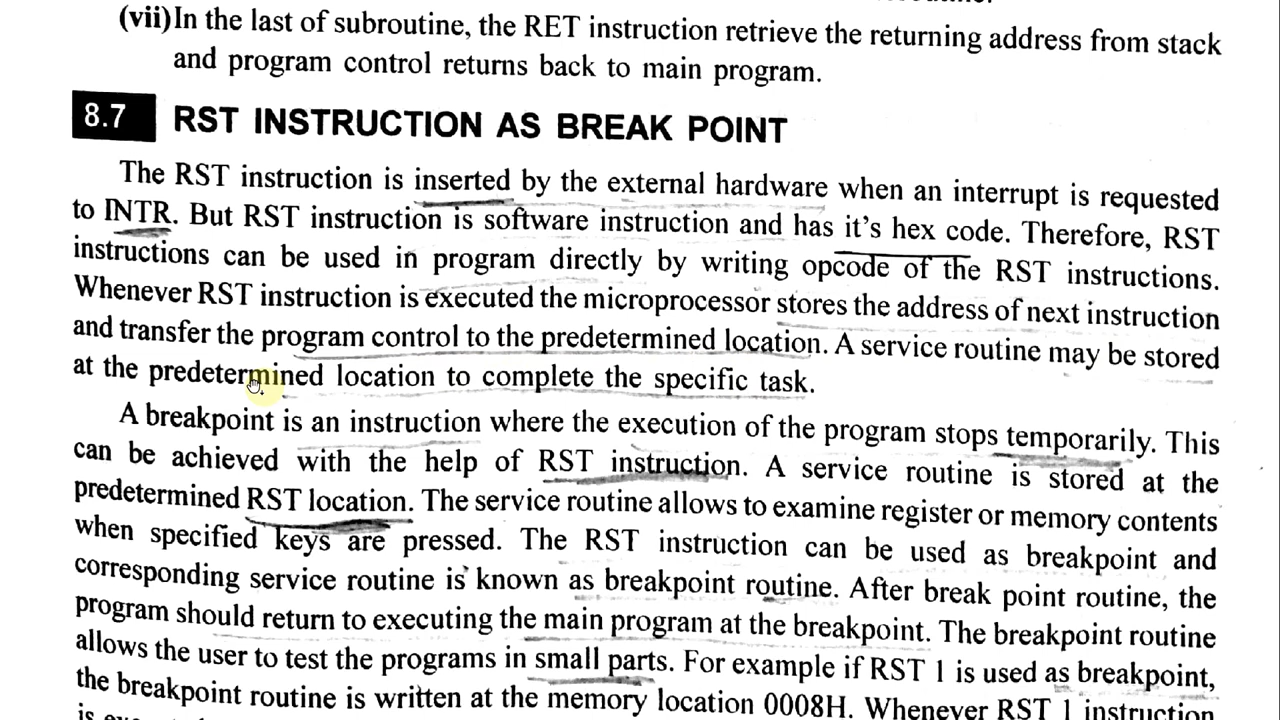 (vii) In the last of subroutine, the RET instruction retrieve the returning address from stack
and program control returns back to main program.
8.7 RST INSTRUCTION AS BREAK POINT
The RST instruction is inserted by the external hardware when an interrupt is requested
to INTR. But RST instruction is software instruction and has it's hex code. Therefore, RST
instructions can be used in program directly by writing opcode of the RST instructions.
Whenever RST instruction is executed the microprocessor stores the address of next instruction
and transfer the program control to the predetermined location. A service routine may be stored
at the predetermined location to complete the specific task.
A breakpoint is an instruction where the execution of the program stops temporarily. This
can be achieved with the help of RST instruction. A service routine is stored at the
predetermined RST location. The service routine allows to examine register or memory contents
when specified keys are pressed. The RST instruction can be used as breakpoint and
corresponding service routine is known as breakpoint routine. After break point routine, the
program should return to executing the main program at the breakpoint. The breakpoint routine
allows the user to test the programs in small parts. For example if RST 1 is used as breakpoint,
the breakpoint routine is written at the memory location 0008H. Whenever RST 1 instruction
is